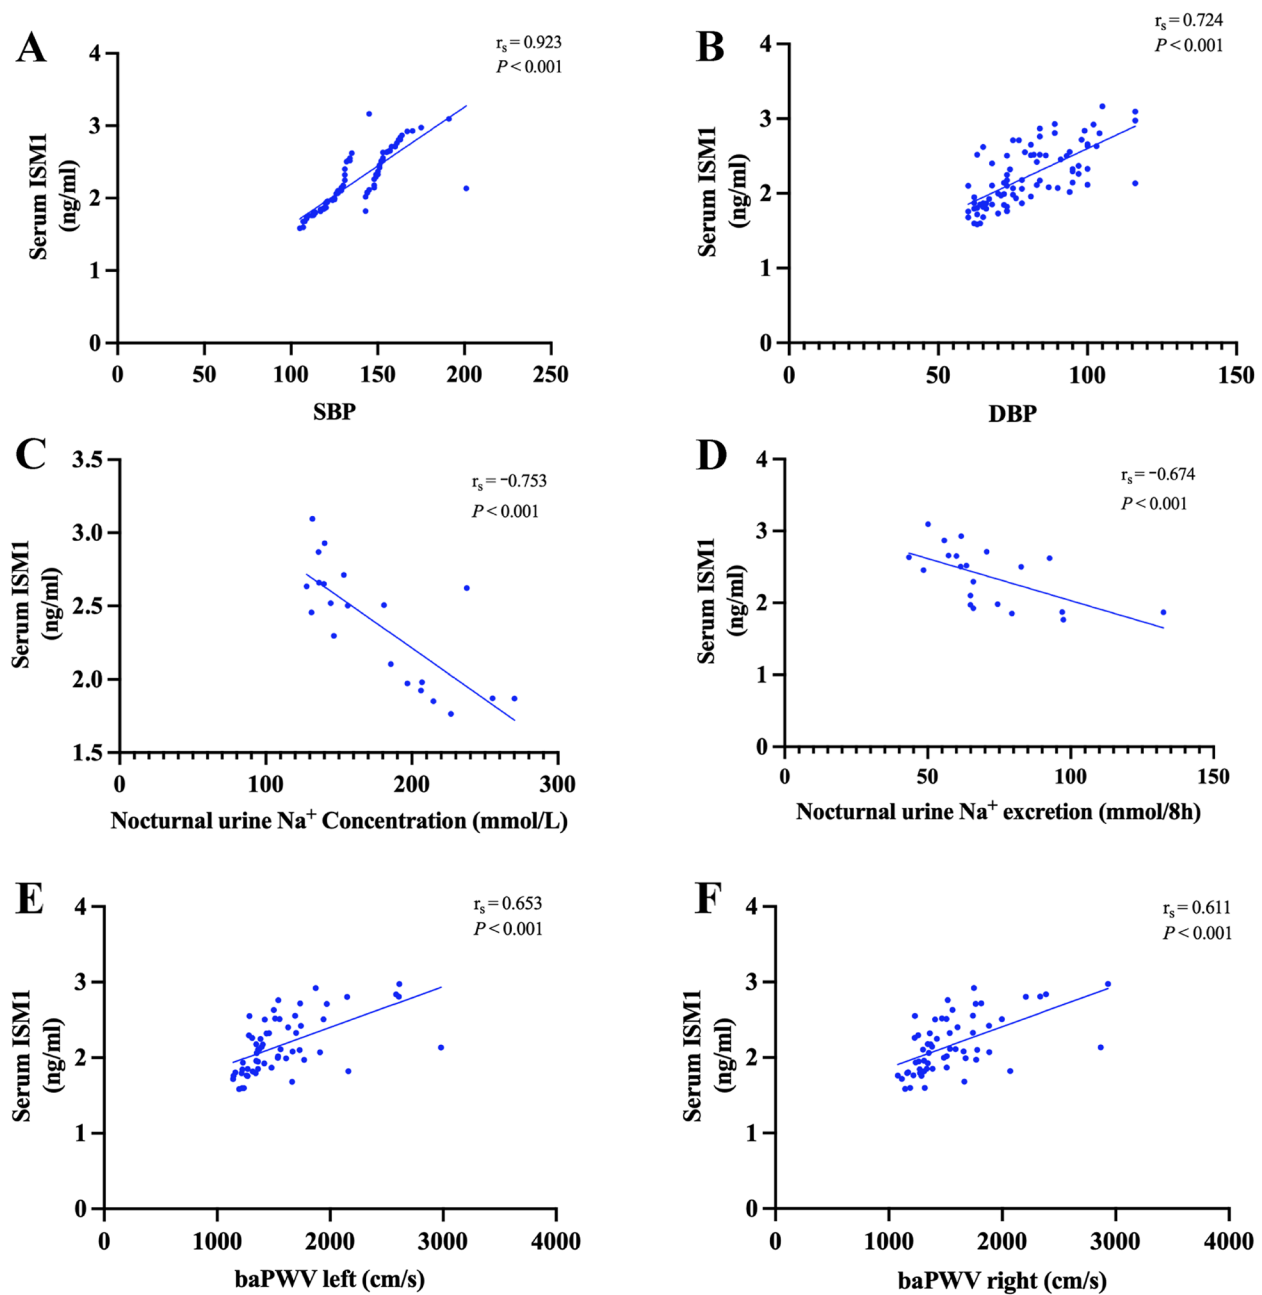 A
rs = 0.923
P < 0.001
4
3
2
1
0
Serum ISM1
(ng/ml)
0 50 100 150 200 250
SBP
B
rs = 0.724
P < 0.001
4
3
2
1
0
Serum ISM1
(ng/ml)
0 50 100 150
DBP
C
rs = −0.753
P < 0.001
3.5
3.0
2.5
2.0
1.5
Serum ISM1
(ng/ml)
0 100 200 300
Nocturnal urine Na+ Concentration (mmol/L)
D
rs = −0.674
P < 0.001
4
3
2
1
0
Serum ISM1
(ng/ml)
0 50 100 150
Nocturnal urine Na+ excretion (mmol/8h)
E
rs = 0.653
P < 0.001
4
3
2
1
0
Serum ISM1
(ng/ml)
0 1000 2000 3000 4000
baPWV left (cm/s)
F
rs = 0.611
P < 0.001
4
3
2
1
0
Serum ISM1
(ng/ml)
0 1000 2000 3000 4000
baPWV right (cm/s)